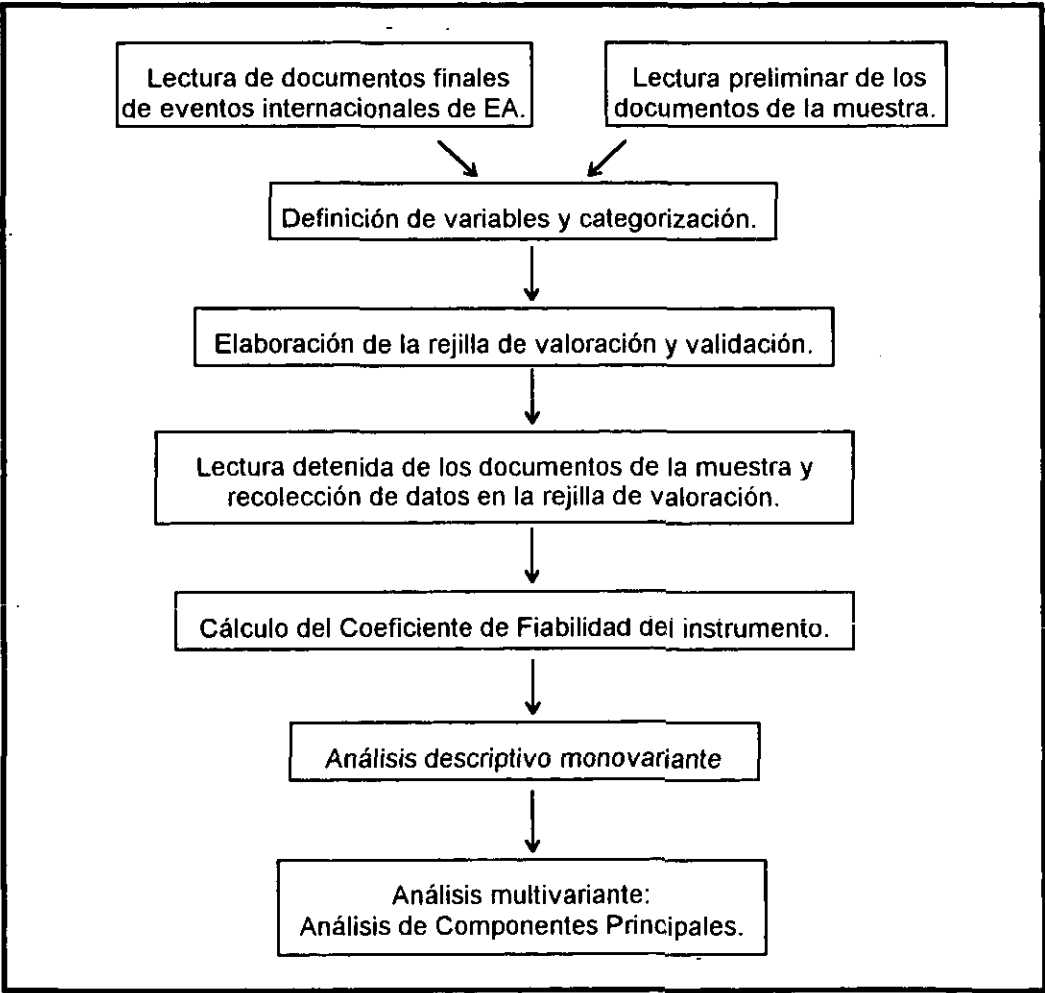 Lectura de documentos finales
de eventos internacionales de EA.
Lectura preliminar de los
documentos de la muestra.
Definición de variables y categorización.
Elaboración de la rejilla de valoración y validación.
Lectura detenida de los documentos de la muestra y
recolección de datos en la rejilla de valoración.
Cálculo del Coeficiente de Fiabilidad del instrumento.
Análisis descriptivo monovariante
Análisis multivariante:
Análisis de Componentes Principales.